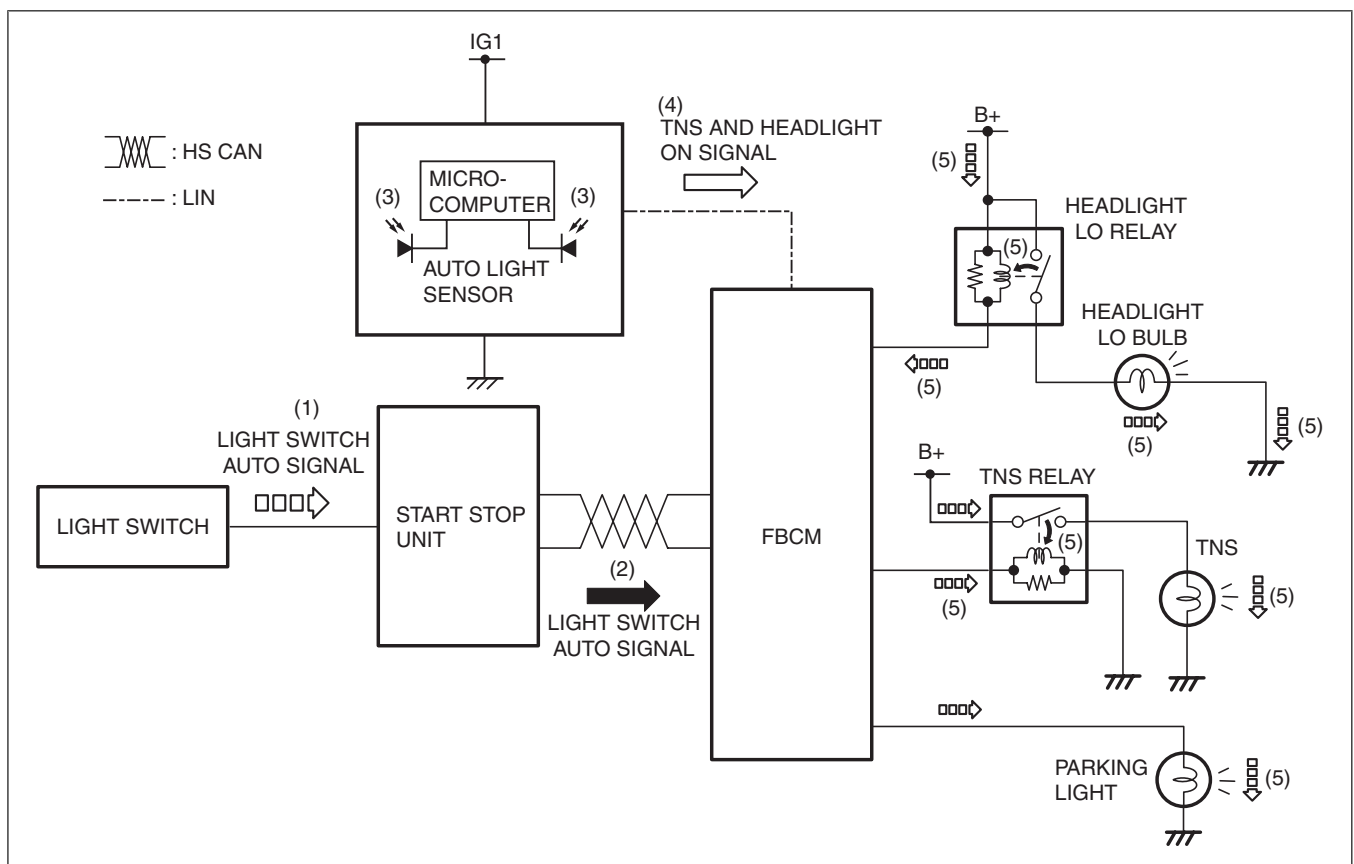 IG1
: HS CAN
: LIN
MICRO-
COMPUTER
(3)
(3)
AUTO LIGHT
SENSOR
(4)
TNS AND HEADLIGHT
ON SIGNAL
B+
(5)
HEADLIGHT
LO RELAY
(5)
HEADLIGHT
LO BULB
(5)
(5)
(5)
(1)
LIGHT SWITCH
AUTO SIGNAL
LIGHT SWITCH
START STOP
UNIT
(2)
LIGHT SWITCH
AUTO SIGNAL
FBCM
B+
TNS RELAY
(5)
(5)
TNS
(5)
PARKING
LIGHT
(5)